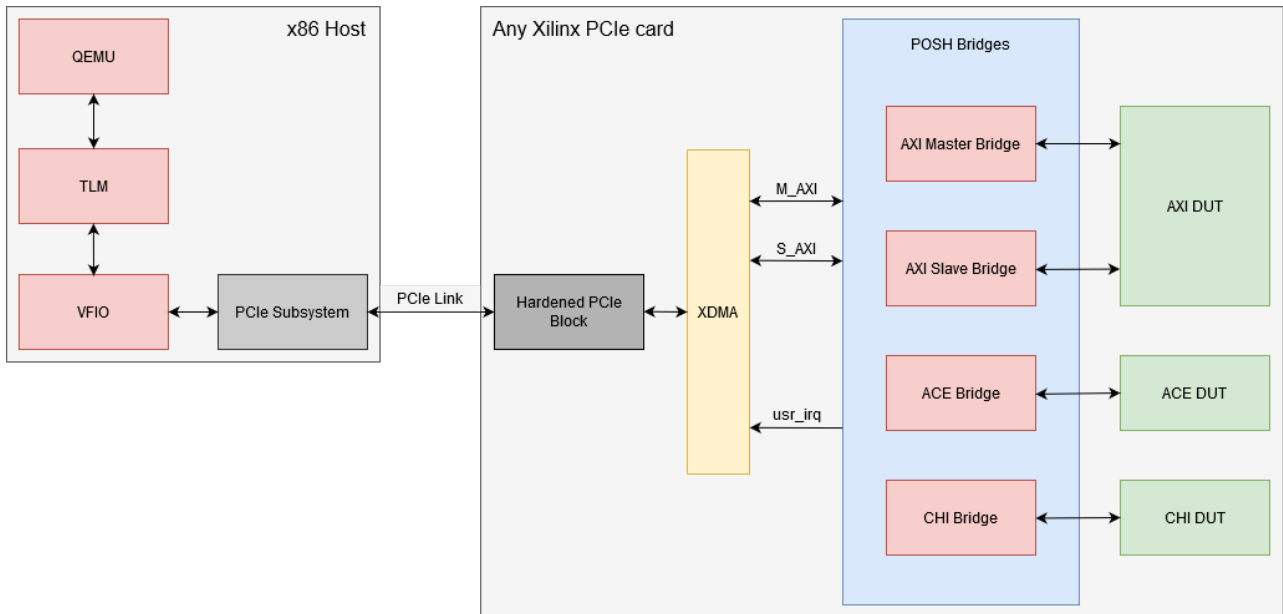 x86 Host
QEMU
TLM
VFIO
PCIe Subsystem
PCIe Link
Any Xilinx PCIe card
Hardened PCIe
Block
XDMA
M_AXI
S_AXI
usr_irq
POSH Bridges
AXI Master Bridge
AXI Slave Bridge
ACE Bridge
CHI Bridge
AXI DUT
ACE DUT
CHI DUT